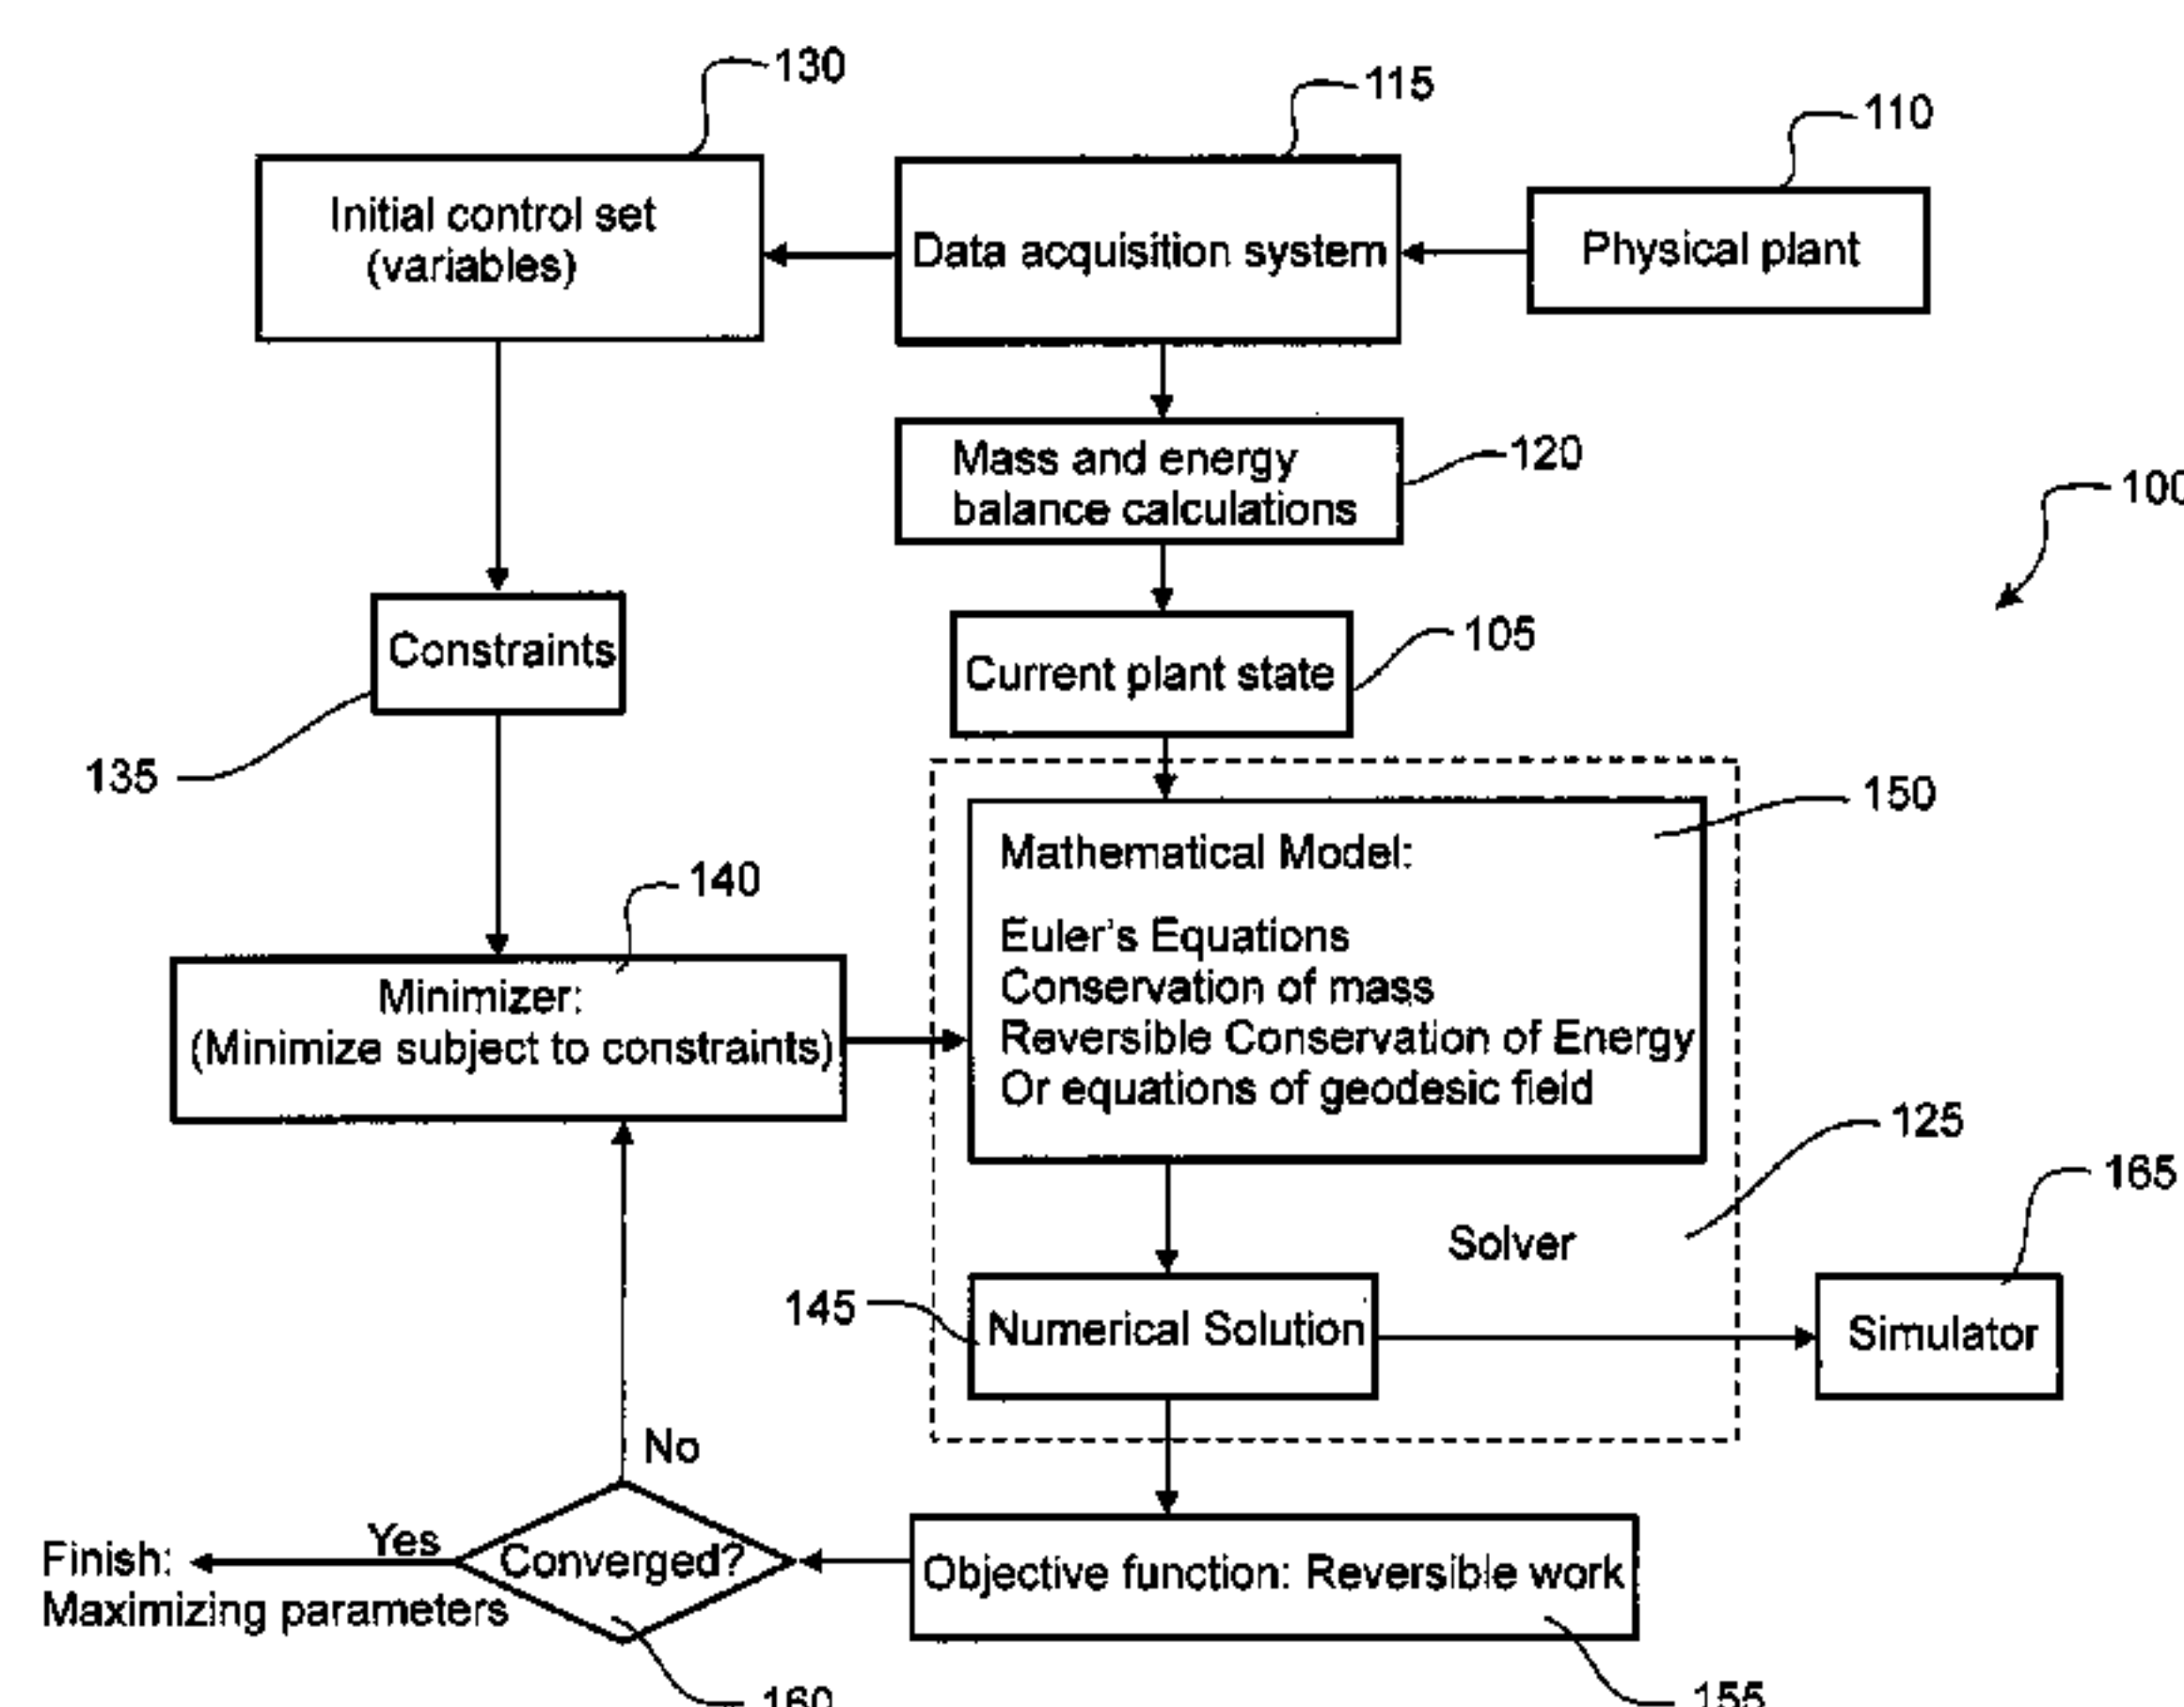 130
115
110
Initial control set
(variables)
Data acquisition system
Physical plant
Mass and energy
balance calculations
120
100
Constraints
Current plant state
105
135
150
Mathematical Model:
Euler's Equations
Conservation of mass
Reversible Conservation of Energy
Or equations of geodesic field
140
Minimizer:
(Minimize subject to constraints)
125
165
Solver
145
Numerical Solution
Simulator
No
Yes
Finish:
Maximizing parameters
Converged?
Objective function: Reversible work
160
155